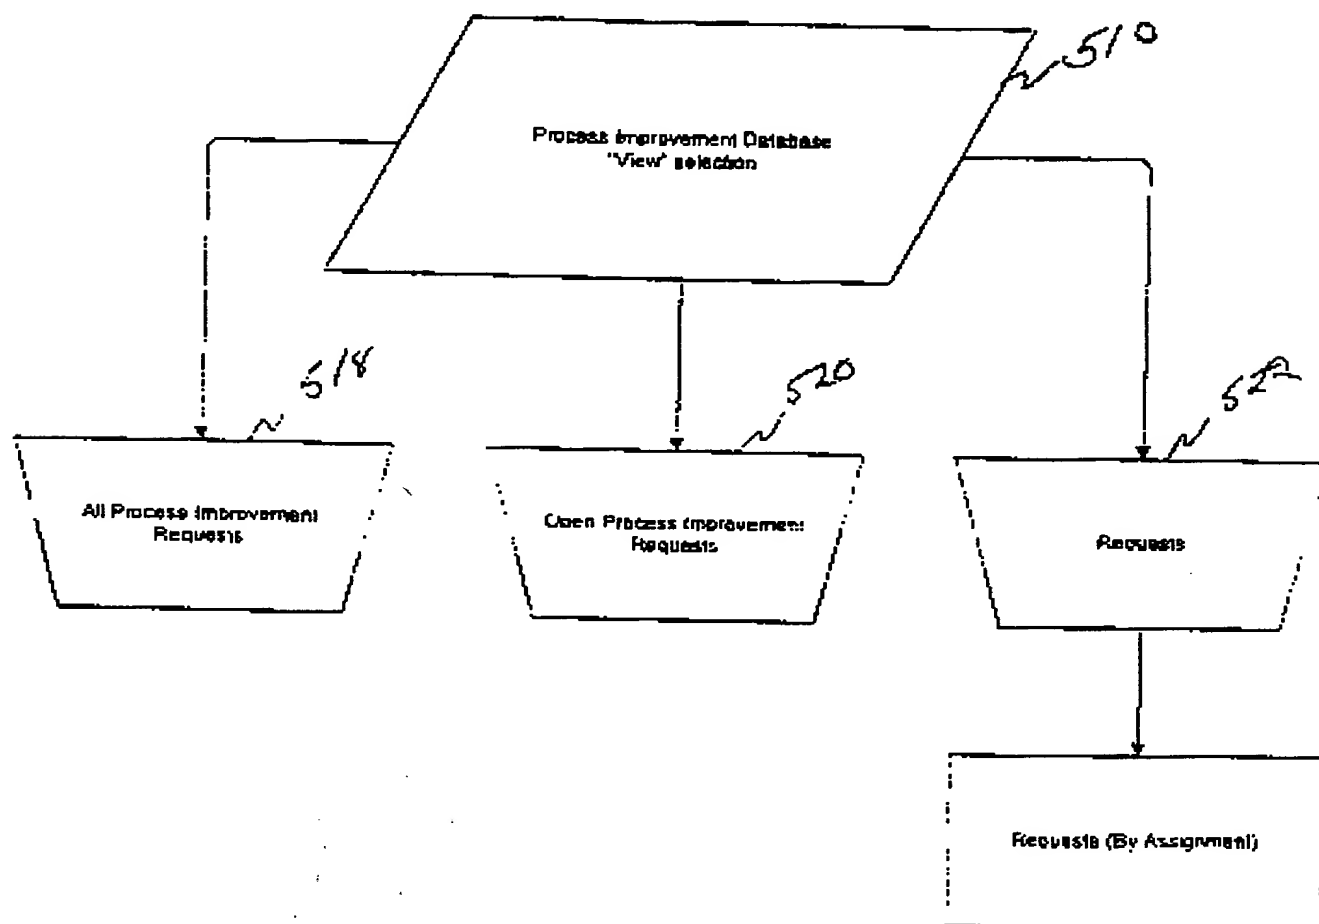 510
Process Improvement Database
"View" selection
518
520
522
All Process Improvement
Requests
Open Process Improvement
Requests
Requests
Requests (By Assignment)